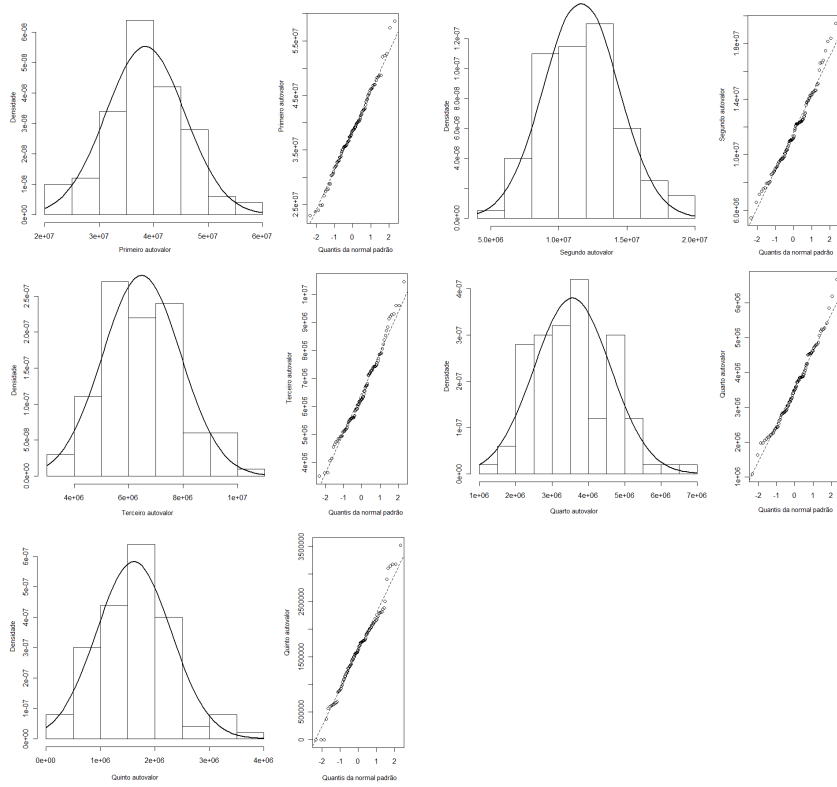 Densidade
0e+00 1e-08 2e-08 3e-08 4e-08 5e-08 6e-08
2e+07 3e+07 4e+07 5e+07 6e+07
Primeiro autovalor
Primeiro autovalor
2.5e+07 3.5e+07 4.5e+07 5.5e+07
-2 -1 0 1 2
Quantis da normal padrão
Densidade
0.0e+00 2.0e-08 4.0e-08 6.0e-08 8.0e-08 1.0e-07 1.2e-07
5.0e+06 1.0e+07 1.5e+07 2.0e+07
Segundo autovalor
Segundo autovalor
6.0e+06 1.0e+07 1.4e+07 1.8e+07
-2 -1 0 1 2
Quantis da normal padrão
Densidade
0.0e+00 5.0e-08 1.0e-07 1.5e-07 2.0e-07 2.5e-07
4e+06 6e+06 8e+06 1e+07
Terceiro autovalor
Terceiro autovalor
4e+06 5e+06 6e+06 7e+06 8e+06 9e+06 1e+07
-2 -1 0 1 2
Quantis da normal padrão
Densidade
0e+00 1e-07 2e-07 3e-07 4e-07
1e+06 2e+06 3e+06 4e+06 5e+06 6e+06 7e+06
Quarto autovalor
Quarto autovalor
1e+06 2e+06 3e+06 4e+06 5e+06 6e+06
-2 -1 0 1 2
Quantis da normal padrão
Densidade
0e+00 1e-07 2e-07 3e-07 4e-07 5e-07 6e-07
0e+00 1e+06 2e+06 3e+06 4e+06
Quinto autovalor
Quinto autovalor
0 500000 1500000 2500000 3500000
-2 -1 0 1 2
Quantis da normal padrão